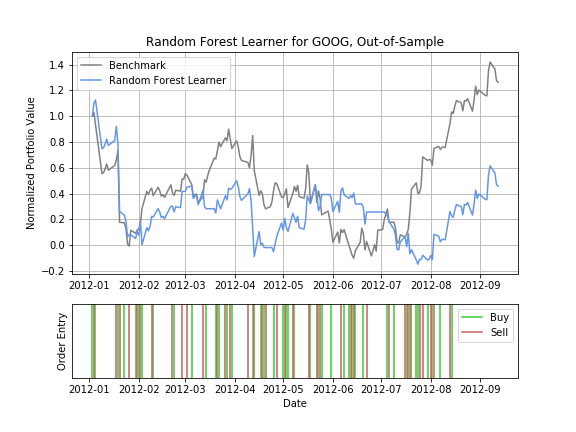 Random Forest Learner for GOOG, Out-of-Sample
Benchmark
Random Forest Learner
Normalized Portfolio Value
1.4
1.2
1.0
0.8
0.6
0.4
0.2
0.0
−0.2
2012-01 2012-02 2012-03 2012-04 2012-05 2012-06 2012-07 2012-08 2012-09
Order Entry
Buy
Sell
2012-01 2012-02 2012-03 2012-04 2012-05 2012-06 2012-07 2012-08 2012-09
Date